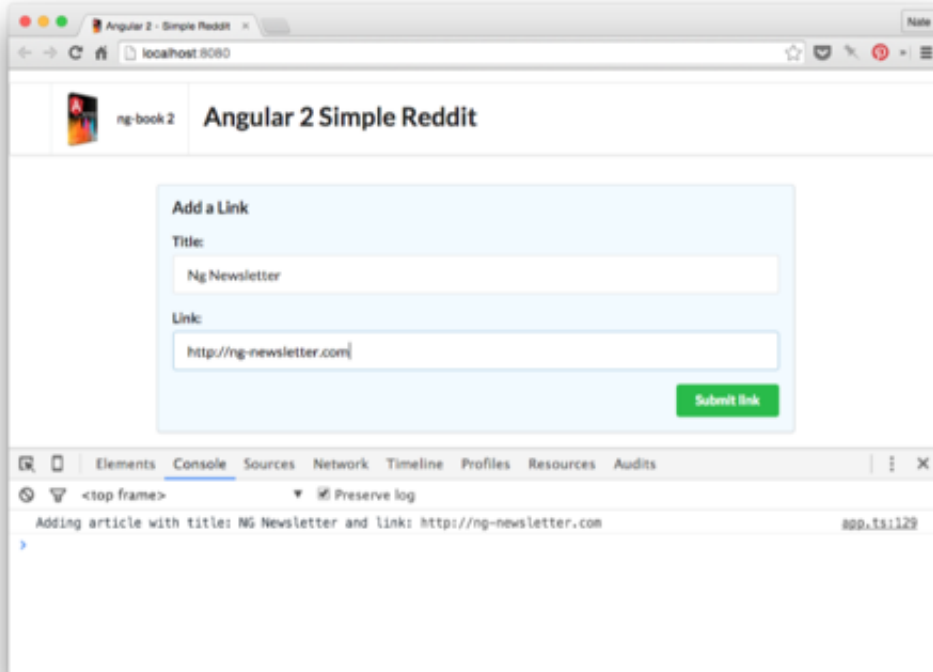 Angular 2 - Simple Reddit
Nate
localhost:8080
ng-book 2
Angular 2 Simple Reddit
Add a Link
Title:
Ng Newsletter
Link:
http://ng-newsletter.com
Submit link
Elements Console Sources Network Timeline Profiles Resources Audits
<top frame> Preserve log
Adding article with title: NG Newsletter and link: http://ng-newsletter.com app.ts:129